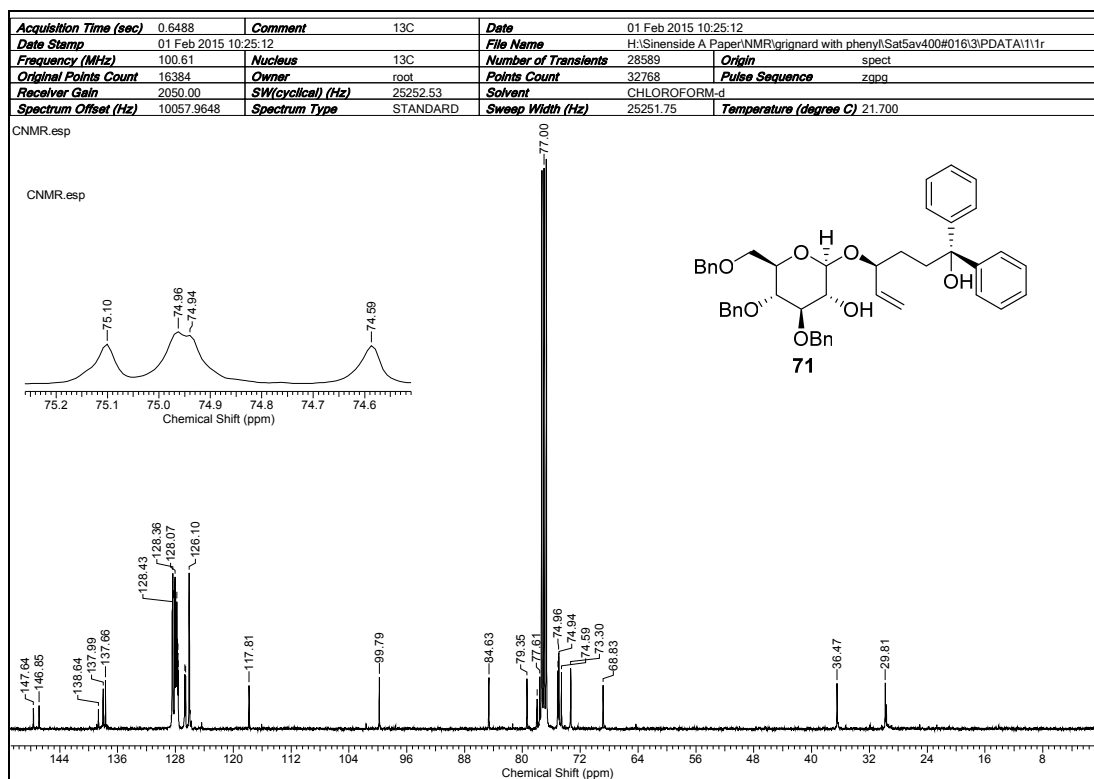 Acquisition Time (sec) 0.6488 Comment 13C Date 01 Feb 2015 10:25:12
Date Stamp 01 Feb 2015 10:25:12 File Name H:\Sinenside A Paper\NMR\grignard with phenyl\Sat5av400#016\3\PDATA\1\1r
Frequency (MHz) 100.61 Nucleus 13C Number of Transients 28589 Origin spect
Original Points Count 16384 Owner root Points Count 32768 Pulse Sequence zgpg
Receiver Gain 2050.00 SW(cyclical) (Hz) 25252.53 Solvent CHLOROFORM-d
Spectrum Offset (Hz) 10057.9648 Spectrum Type STANDARD Sweep Width (Hz) 25251.75 Temperature (degree C) 21.700
CNMR.esp
77.00
CNMR.esp
75.10 74.96 74.94 74.59
75.2 75.1 75.0 74.9 74.8 74.7 74.6
Chemical Shift (ppm)
H
O O
BnO
OH
BnO OH
BnO OBn
71
147.64 146.85 138.64 137.99 137.66 128.43 128.36 128.07 126.10 117.81 99.79 84.63 79.35 77.61 74.96 74.94 74.59 73.30 68.83 36.47 29.81
144 136 128 120 112 104 96 88 80 72 64 56 48 40 32 24 16 8 0
Chemical Shift (ppm)